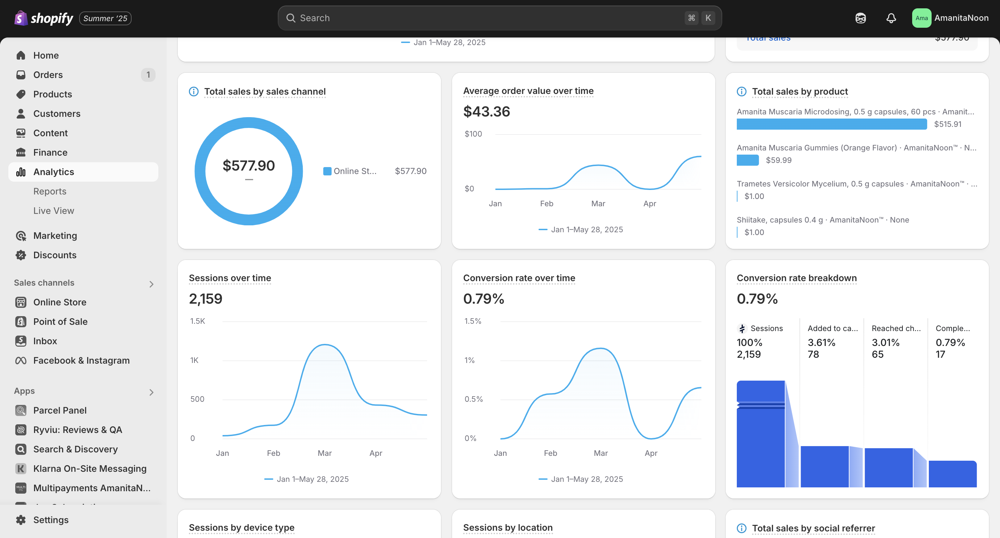 shopify Summer '25
Search
⌘ K
Ama AmanitaNoon
Home
Orders 1
Products
Customers
Content
Finance
Analytics
Reports
Live View
Marketing
Discounts
Sales channels
Online Store
Point of Sale
Inbox
Facebook & Instagram
Apps
Parcel Panel
Ryviu: Reviews & QA
Search & Discovery
Klarna On-Site Messaging
Multipayments AmanitaN...
Settings
Jan 1–May 28, 2025
Total sales $577.90
Total sales by sales channel
$577.90
—
Online St... $577.90
Average order value over time
$43.36
$100
$0
Jan Feb Mar Apr
Jan 1–May 28, 2025
Total sales by product
Amanita Muscaria Microdosing, 0.5 g capsules, 60 pcs · Amanit...
$515.91
Amanita Muscaria Gummies (Orange Flavor) · AmanitaNoon™ · N...
$59.99
Trametes Versicolor Mycelium, 0.5 g capsules · AmanitaNoon™ · ...
$1.00
Shiitake, capsules 0.4 g · AmanitaNoon™ · None
$1.00
Sessions over time
2,159
1.5K
1K
500
0
Jan Feb Mar Apr
Jan 1–May 28, 2025
Conversion rate over time
0.79%
1.5%
1%
0.5%
0%
Jan Feb Mar Apr
Jan 1–May 28, 2025
Conversion rate breakdown
0.79%
Sessions Added to ca... Reached ch... Comple...
100% 3.61% 3.01% 0.79%
2,159 78 65 17
Sessions by device type
Sessions by location
Total sales by social referrer